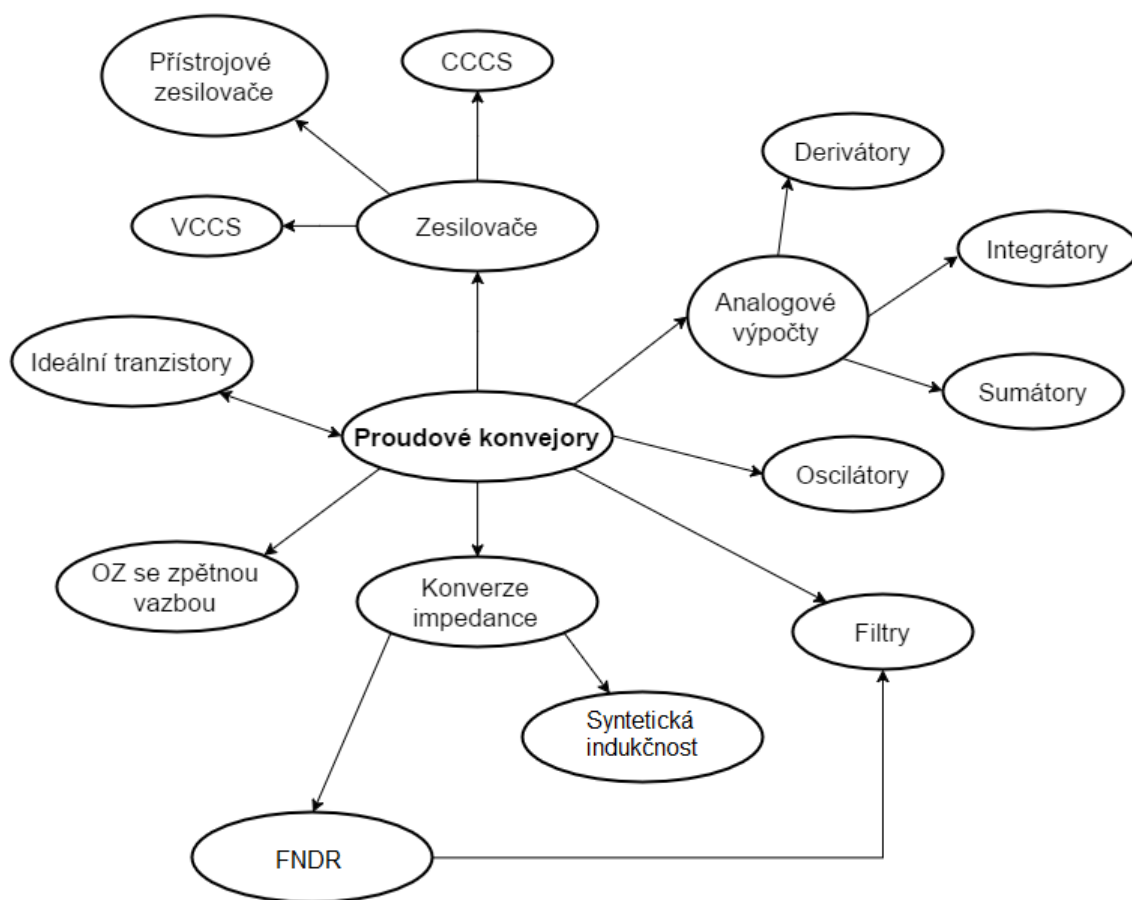 Přístrojové
zesilovače
CCCS
Derivátory
VCCS
Zesilovače
Integrátory
Analogové
výpočty
Ideální tranzistory
Sumátory
Proudové konvejory
Oscilátory
OZ se zpětnou
vazbou
Konverze
impedance
Filtry
Syntetická
indukčnost
FNDR